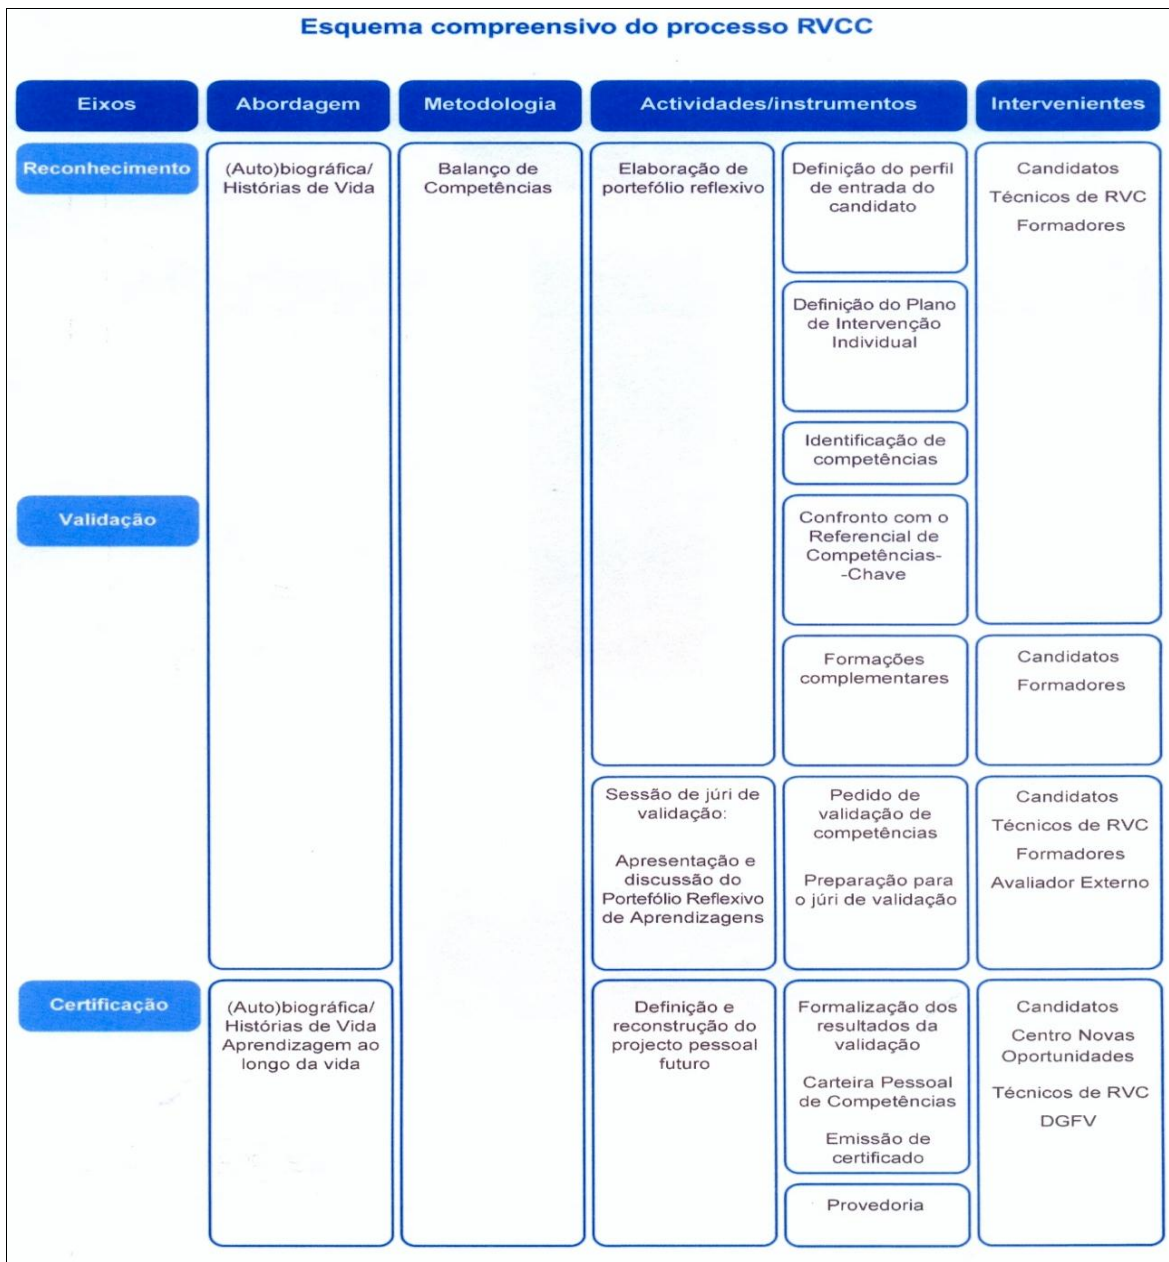 Esquema compreensivo do processo RVCC
Eixos
Abordagem
Metodologia
Actividades/instrumentos
Intervenientes
Reconhecimento
(Auto)biográfica/
Histórias de Vida
Balanço de
Competências
Elaboração de
portefólio reflexivo
Definição do perfil
de entrada do
candidato
Candidatos
Técnicos de RVC
Formadores
Definição do Plano
de Intervenção
Individual
Identificação de
competências
Validação
Confronto com o
Referencial de
Competências-
-Chave
Formações
complementares
Candidatos
Formadores
Sessão de júri de
validação:
Apresentação e
discussão do
Portefólio Reflexivo
de Aprendizagens
Pedido de
validação de
competências
Preparação para
o júri de validação
Candidatos
Técnicos de RVC
Formadores
Avaliador Externo
Certificação
(Auto)biográfica/
Histórias de Vida
Aprendizagem ao
longo da vida
Definição e
reconstrução do
projecto pessoal
futuro
Formalização dos
resultados da
validação
Carteira Pessoal
de Competências
Emissão de
certificado
Candidatos
Centro Novas
Oportunidades
Técnicos de RVC
DGFV
Provedoria